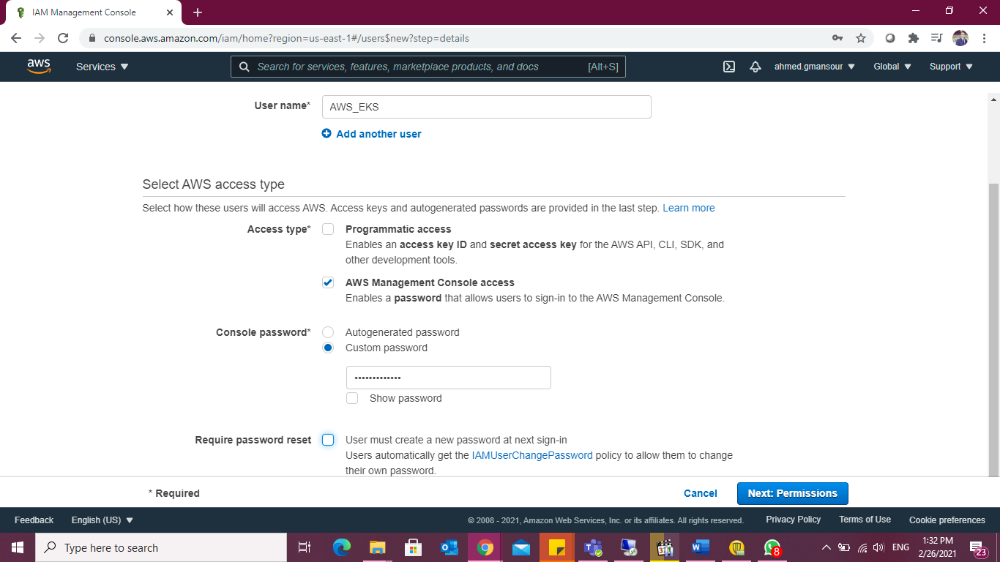 IAM Management Console
console.aws.amazon.com/iam/home?region=us-east-1#/users$new?step=details
aws
Services
Search for services, features, marketplace products, and docs
[Alt+S]
ahmed.gmansour
Global
Support
User name*
AWS_EKS
Add another user
Select AWS access type
Select how these users will access AWS. Access keys and autogenerated passwords are provided in the last step. Learn more
Access type*
Programmatic access
Enables an access key ID and secret access key for the AWS API, CLI, SDK, and
other development tools.
AWS Management Console access
Enables a password that allows users to sign-in to the AWS Management Console.
Console password*
Autogenerated password
Custom password
•••••••••••••
Show password
Require password reset
User must create a new password at next sign-in
Users automatically get the IAMUserChangePassword policy to allow them to change
their own password.
* Required
Cancel
Next: Permissions
Feedback
English (US)
© 2008 - 2021, Amazon Web Services, Inc. or its affiliates. All rights reserved.
Privacy Policy
Terms of Use
Cookie preferences
Type here to search
8
ENG
1:32 PM
2/26/2021
23